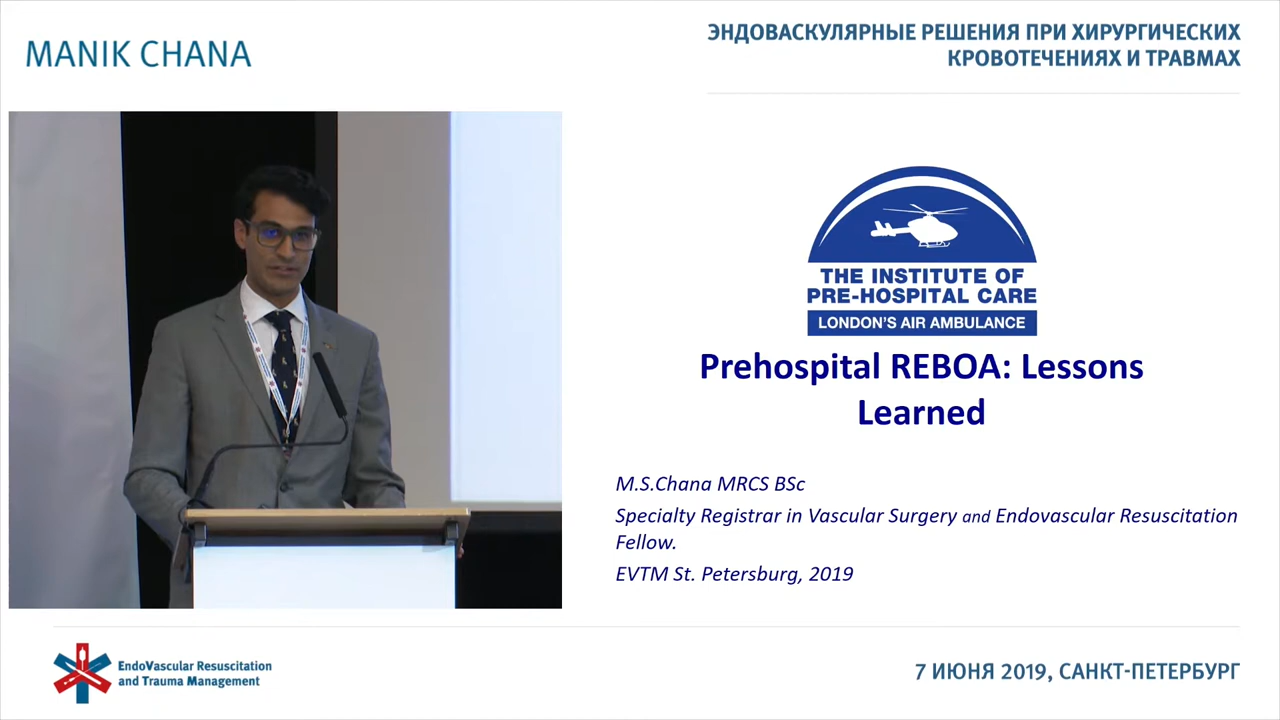 MANIK CHANA
ЭНДОВАСКУЛЯРНЫЕ РЕШЕНИЯ ПРИ ХИРУРГИЧЕСКИХ
КРОВОТЕЧЕНИЯХ И ТРАВМАХ
THE INSTITUTE OF
PRE-HOSPITAL CARE
LONDON'S AIR AMBULANCE
Prehospital REBOA: Lessons
Learned
M.S.Chana MRCS BSc
Specialty Registrar in Vascular Surgery and Endovascular Resuscitation
Fellow.
EVTM St. Petersburg, 2019
EndoVascular Resuscitation
and Trauma Management
7 ИЮНЯ 2019, САНКТ-ПЕТЕРБУРГ